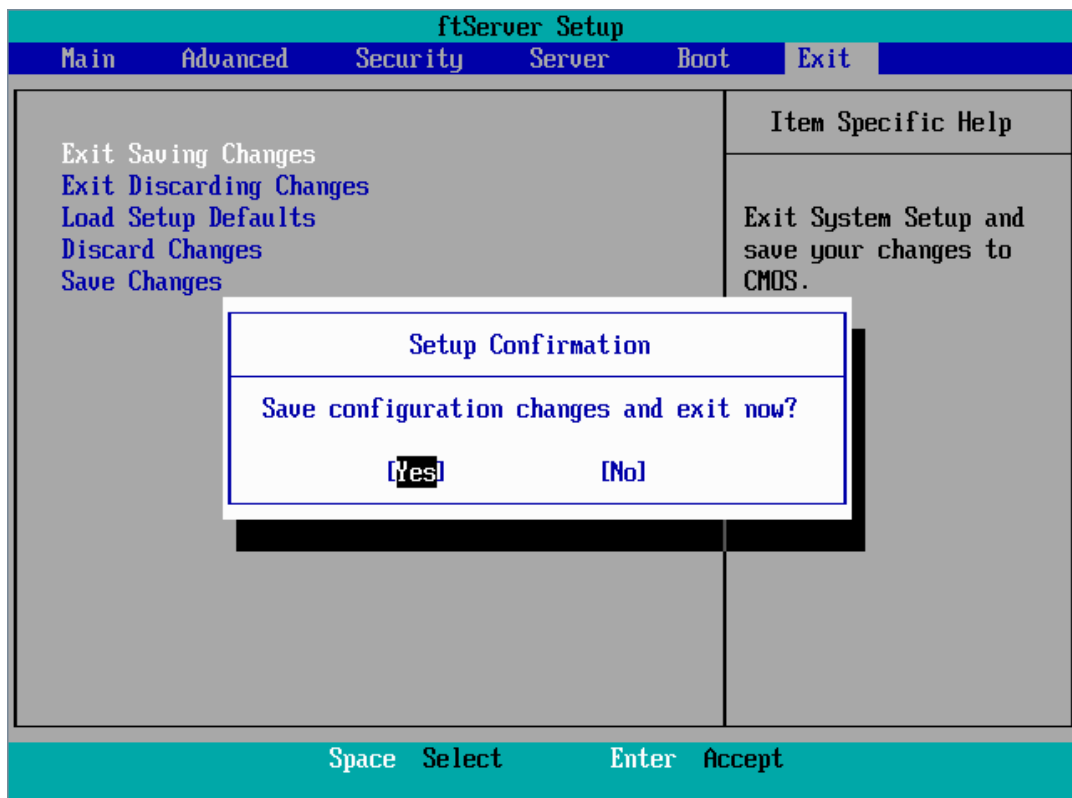 ftServer Setup
Main Advanced Security Server Boot Exit
Exit Saving Changes
Exit Discarding Changes
Load Setup Defaults
Discard Changes
Save Changes
Item Specific Help
Exit System Setup and
save your changes to
CMOS.
Setup Confirmation
Save configuration changes and exit now?
[Yes] [No]
Space Select Enter Accept